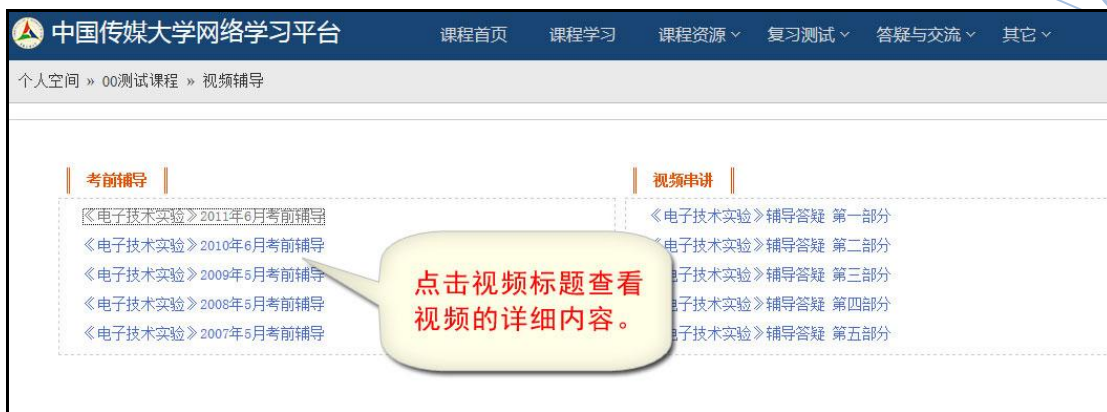 中国传媒大学网络学习平台 课程首页 课程学习 课程资源 复习测试 答疑与交流 其它
个人空间 » 00测试课程 » 视频辅导
考前辅导
《电子技术实验》2011年6月考前辅导
《电子技术实验》2010年6月考前辅导
《电子技术实验》2009年5月考前辅导
《电子技术实验》2008年5月考前辅导
《电子技术实验》2007年5月考前辅导
视频串讲
《电子技术实验》辅导答疑 第一部分
《电子技术实验》辅导答疑 第二部分
电子技术实验》辅导答疑 第三部分
电子技术实验》辅导答疑 第四部分
电子技术实验》辅导答疑 第五部分
点击视频标题查看
视频的详细内容。